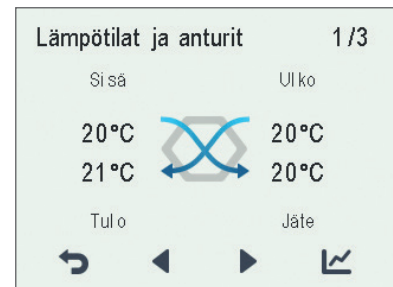 Lämpötilat ja anturit 1/3
Sisä Ulko
20°C 20°C
21°C 20°C
Tulo Jäte